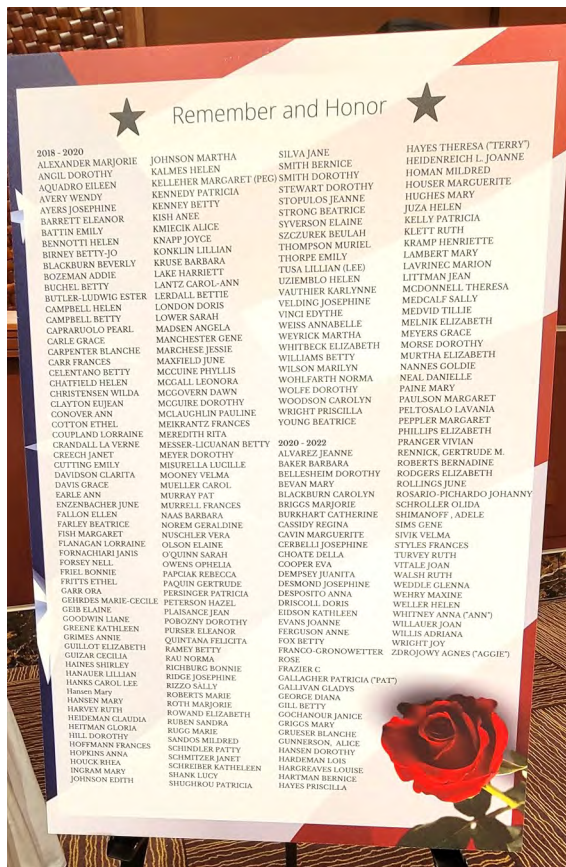 Remember and Honor
2018 - 2020
ALEXANDER MARJORIE
ANGIL DOROTHY
AQUADRO EILEEN
AVERY WENDY
AYERS JOSEPHINE
BARRETT ELEANOR
BATTIN EMILY
BENNOTTI HELEN
BIRNEY BETTY-JO
BLACKBURN BEVERLY
BOZEMAN ADDIE
BUCHEL BETTY
BUTLER-LUDWIG ESTER
CAMPBELL HELEN
CAMPBELL BETTY
CAPRARUOLO PEARL
CARLE GRACE
CARPENTER BLANCHE
CARR FRANCES
CELENTANO BETTY
CHATFIELD HELEN
CHRISTENSEN WILDA
CLAYTON EUJEAN
CONOVER ANN
COTTON ETHEL
COUPLAND LORRAINE
CRANDALL LA VERNE
CREECH JANET
CUTTING EMILY
DAVIDSON CLARITA
DAVIS GRACE
EARLE ANN
ENZENBACHER JUNE
FALLON ELLEN
FARLEY BEATRICE
FISH MARGARET
FLANAGAN LORRAINE
FORNACHIARI JANIS
FORSEY NELL
FRIEL BONNIE
FRITTS ETHEL
GARR ORA
GEHRDES MARIE-CECILE
GEIB ELAINE
GOODWIN LIANE
GREENE KATHLEEN
GRIMES ANNIE
GUILLOT ELIZABETH
GUIZAR CECILIA
HAINES SHIRLEY
HANAUER LILLIAN
HANKS CAROL LEE
Hansen Mary
HANSEN MARY
HARVEY RUTH
HEIDEMAN CLAUDIA
HEITMAN GLORIA
HILL DOROTHY
HOFFMANN FRANCES
HOPKINS ANNA
HOUCK RHEA
INGRAM MARY
JOHNSON EDITH
JOHNSON MARTHA
KALMES HELEN
KELLEHER MARGARET (PEG)
KENNEDY PATRICIA
KENNEY BETTY
KISH ANEE
KMIECIK ALICE
KNAPP JOYCE
KONKLIN LILLIAN
KRUSE BARBARA
LAKE HARRIETT
LANTZ CAROL-ANN
LERDALL BETTIE
LONDON DORIS
LOWER SARAH
MADSEN ANGELA
MANCHESTER GENE
MARCHESE JESSIE
MAXFIELD JUNE
MCCUINE PHYLLIS
MCGALL LEONORA
MCGOVERN DAWN
MCGUIRE DOROTHY
MCLAUGHLIN PAULINE
MEIKRANTZ FRANCES
MEREDITH RITA
MESSER-LICUANAN BETTY
MEYER DOROTHY
MISURELLA LUCILLE
MOONEY VELMA
MUELLER CAROL
MURRAY PAT
MURRELL FRANCES
NAAS BARBARA
NOREM GERALDINE
NUSCHLER VERA
OLSON ELAINE
O'QUINN SARAH
OWENS OPHELIA
PAPCIAK REBECCA
PAQUIN GERTRUDE
PERSINGER PATRICIA
PETERSON HAZEL
PLAISANCE JEAN
POBOZNY DOROTHY
PURSER ELEANOR
QUINTANA FELICITA
RAMEY BETTY
RAU NORMA
RICHBURG BONNIE
RIDGE JOSEPHINE
RIZZO SALLY
ROBERTS MARIE
ROTH MARJORIE
ROWAND ELIZABETH
RUBEN SANDRA
RUGG MARIE
SANDOS MILDRED
SCHINDLER PATTY
SCHMITZER JANET
SCHREIBER KATHELEEN
SHANK LUCY
SHUGHROU PATRICIA
SILVA JANE
SMITH BERNICE
SMITH DOROTHY
STEWART DOROTHY
STOPULOS JEANNE
STRONG BEATRICE
SYVERSON ELAINE
SZCZUREK BEULAH
THOMPSON MURIEL
THORPE EMILY
TUSA LILLIAN (LEE)
UZIEMBLO HELEN
VAUTHIER KARLYNNE
VELDING JOSEPHINE
VINCI EDYTHE
WEISS ANNABELLE
WEYRICK MARTHA
WHITBECK ELIZABETH
WILLIAMS BETTY
WILSON MARILYN
WOHLFARTH NORMA
WOLFE DOROTHY
WOODSON CAROLYN
WRIGHT PRISCILLA
YOUNG BEATRICE
2020 - 2022
ALVAREZ JEANNE
BAKER BARBARA
BELLESHEIM DOROTHY
BEVAN MARY
BLACKBURN CAROLYN
BRIGGS MARJORIE
BURKHART CATHERINE
CASSIDY REGINA
CAVIN MARGUERITE
CERBELLI JOSEPHINE
CHOATE DELLA
COOPER EVA
DEMPSEY JUANITA
DESMOND JOSEPHINE
DESPOSITO ANNA
DRISCOLL DORIS
EIDSON KATHLEEN
EVANS JOANNE
FERGUSON ANNE
FOX BETTY
FRANCO-GRONOWETTER
ROSE
FRAZIER C
GALLAGHER PATRICIA ("PAT")
GALLIVAN GLADYS
GEORGE DIANA
GILL BETTY
GOCHANOUR JANICE
GRIGGS MARY
GRUESER BLANCHE
GUNNERSON, ALICE
HANSEN DOROTHY
HARDEMAN LOIS
HARGREAVES LOUISE
HARTMAN BERNICE
HAYES PRISCILLA
HAYES THERESA ("TERRY")
HEIDENREICH L. JOANNE
HOMAN MILDRED
HOUSER MARGUERITE
HUGHES MARY
JUZA HELEN
KELLY PATRICIA
KLETT RUTH
KRAMP HENRIETTE
LAMBERT MARY
LAVRINEC MARION
LITTMAN JEAN
MCDONNELL THERESA
MEDCALF SALLY
MEDVID TILLIE
MELNIK ELIZABETH
MEYERS GRACE
MORSE DOROTHY
MURTHA ELIZABETH
NANNES GOLDIE
NEAL DANIELLE
PAINE MARY
PAULSON MARGARET
PELTOSALO LAVANIA
PEPPLER MARGARET
PHILLIPS ELIZABETH
PRANGER VIVIAN
RENNICK, GERTRUDE M.
ROBERTS BERNADINE
RODGERS ELIZABETH
ROLLINGS JUNE
ROSARIO-PICHARDO JOHANNY
SCHROLLER OLIDA
SHIMANOFF , ADELE
SIMS GENE
SIVIK VELMA
STYLES FRANCES
TURVEY RUTH
VITALE JOAN
WALSH RUTH
WEDDLE GLENNA
WEHRY MAXINE
WELLER HELEN
WHITNEY ANNA ("ANN")
WILLAUER JOAN
WILLIS ADRIANA
WRIGHT JOY
ZDROJOWY AGNES ("AGGIE")